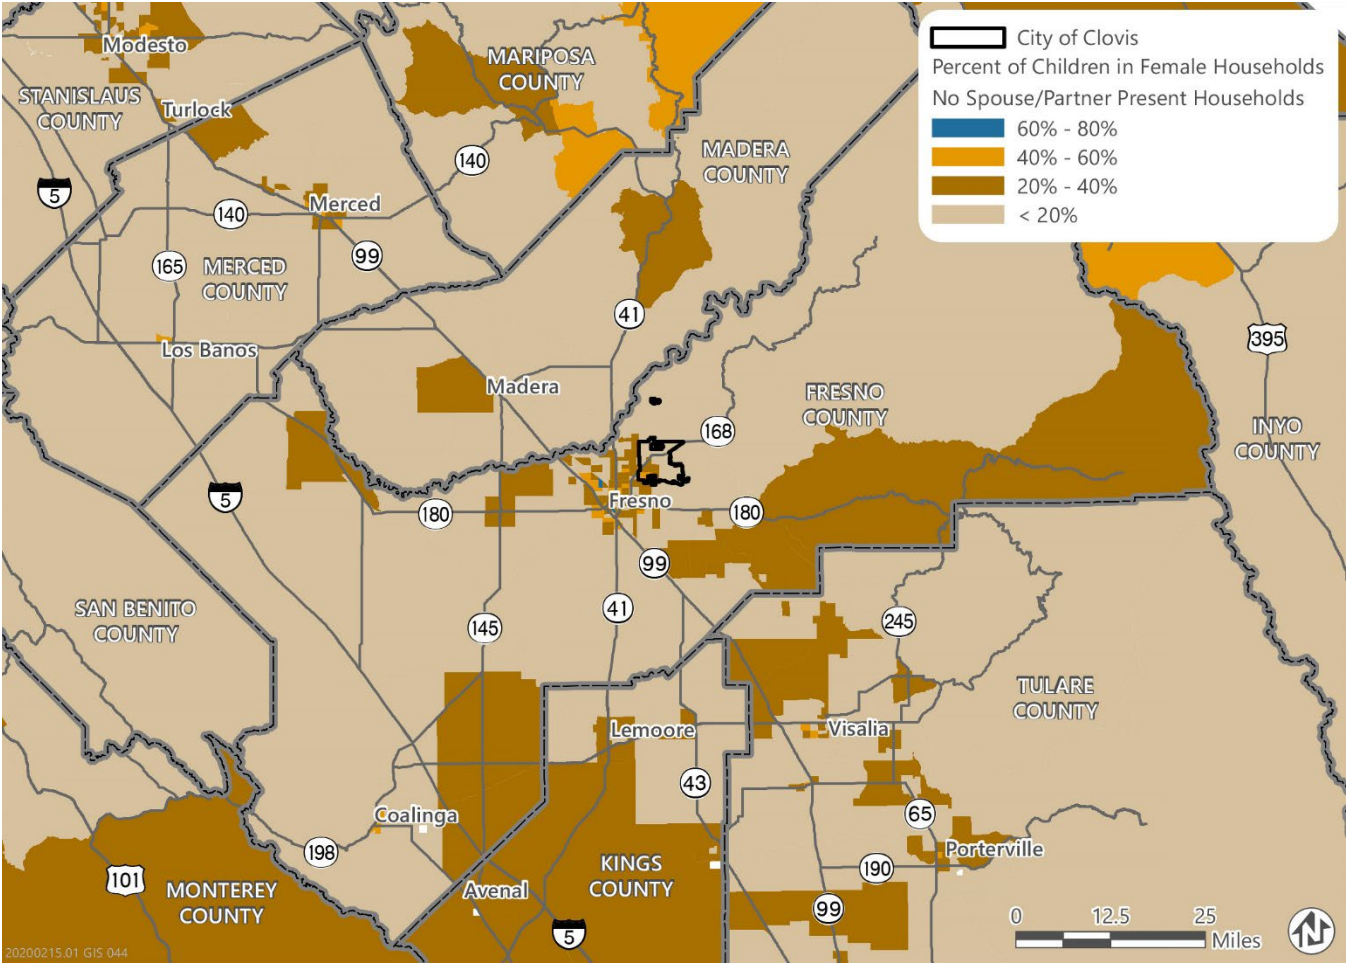 City of Clovis
Percent of Children in Female Households
No Spouse/Partner Present Households
60% - 80%
40% - 60%
20% - 40%
< 20%
Modesto
MARIPOSA
COUNTY
STANISLAUS
COUNTY
Turlock
MADERA
COUNTY
140
5
Merced
140
99
165
MERCED
COUNTY
41
395
Los Banos
Madera
FRESNO
COUNTY
168
INYO
COUNTY
5
180
Fresno
180
99
SAN BENITO
COUNTY
145
41
245
TULARE
COUNTY
Lemoore
Visalia
43
Coalinga
65
198
Porterville
101
MONTEREY
COUNTY
Avenal
KINGS
COUNTY
190
99
5
0
12.5
25
Miles
N
20200215.01 GIS 044